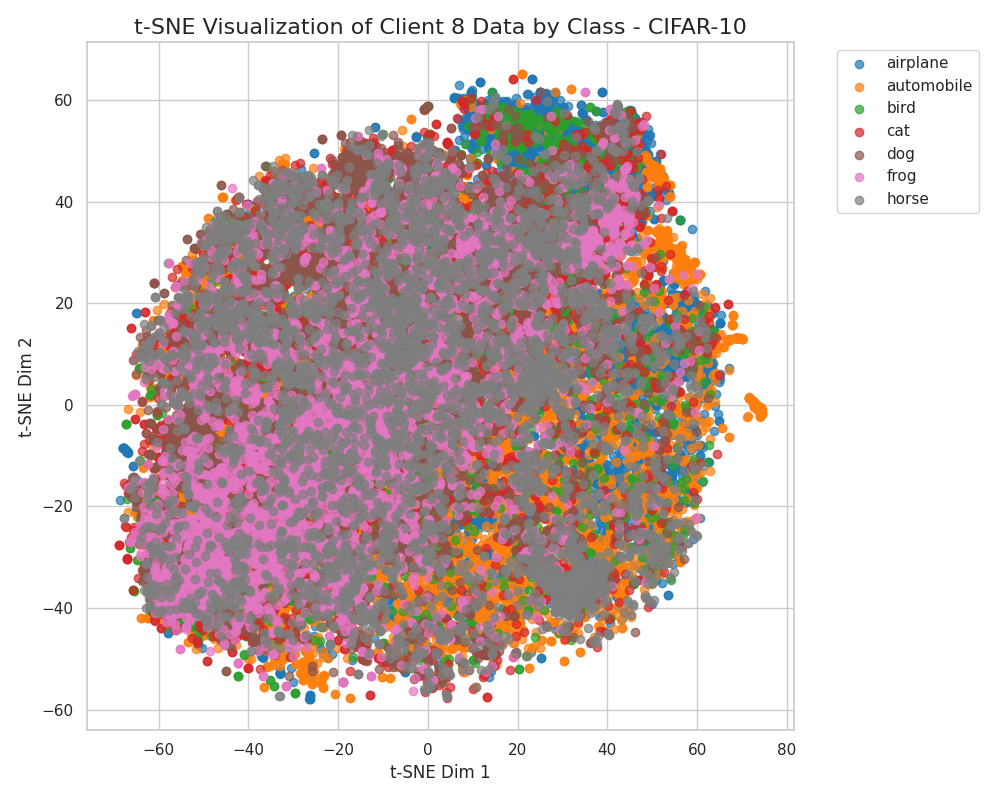 t-SNE Visualization of Client 8 Data by Class - CIFAR-10
airplane
automobile
bird
cat
dog
frog
horse
60
40
20
0
−20
−40
−60
t-SNE Dim 2
−60 −40 −20 0 20 40 60 80
t-SNE Dim 1